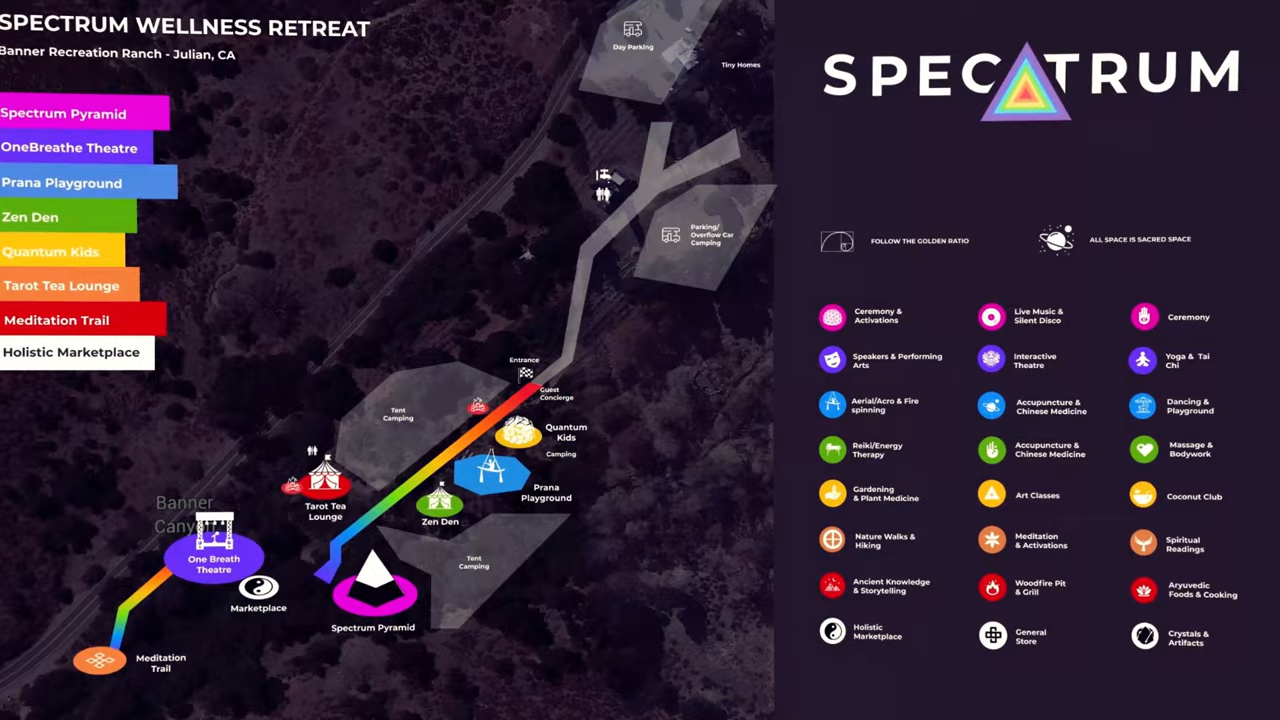 SPECTRUM WELLNESS RETREAT
Banner Recreation Ranch - Julian, CA
Spectrum Pyramid
OneBreathe Theatre
Prana Playground
Zen Den
Quantum Kids
Tarot Tea Lounge
Meditation Trail
Holistic Marketplace
Day Parking
Tiny Homes
Parking/
Overflow Car
Camping
Entrance
Guest
Concierge
Tent
Camping
Quantum
Kids
Camping
Prana
Playground
Zen Den
Tarot Tea
Lounge
Banner
Canyon
One Breath
Theatre
Marketplace
Tent
Camping
Spectrum Pyramid
Meditation
Trail
SPECTRUM
FOLLOW THE GOLDEN RATIO
ALL SPACE IS SACRED SPACE
Ceremony &
Activations
Live Music &
Silent Disco
Ceremony
Speakers & Performing
Arts
Interactive
Theatre
Yoga & Tai
Chi
Aerial/Acro & Fire
spinning
Accupuncture &
Chinese Medicine
Dancing &
Playground
Reiki/Energy
Therapy
Accupuncture &
Chinese Medicine
Massage &
Bodywork
Gardening
& Plant Medicine
Art Classes
Coconut Club
Nature Walks &
Hiking
Meditation
& Activations
Spiritual
Readings
Ancient Knowledge
& Storytelling
Woodfire Pit
& Grill
Aryuvedic
Foods & Cooking
Holistic
Marketplace
General
Store
Crystals &
Artifacts